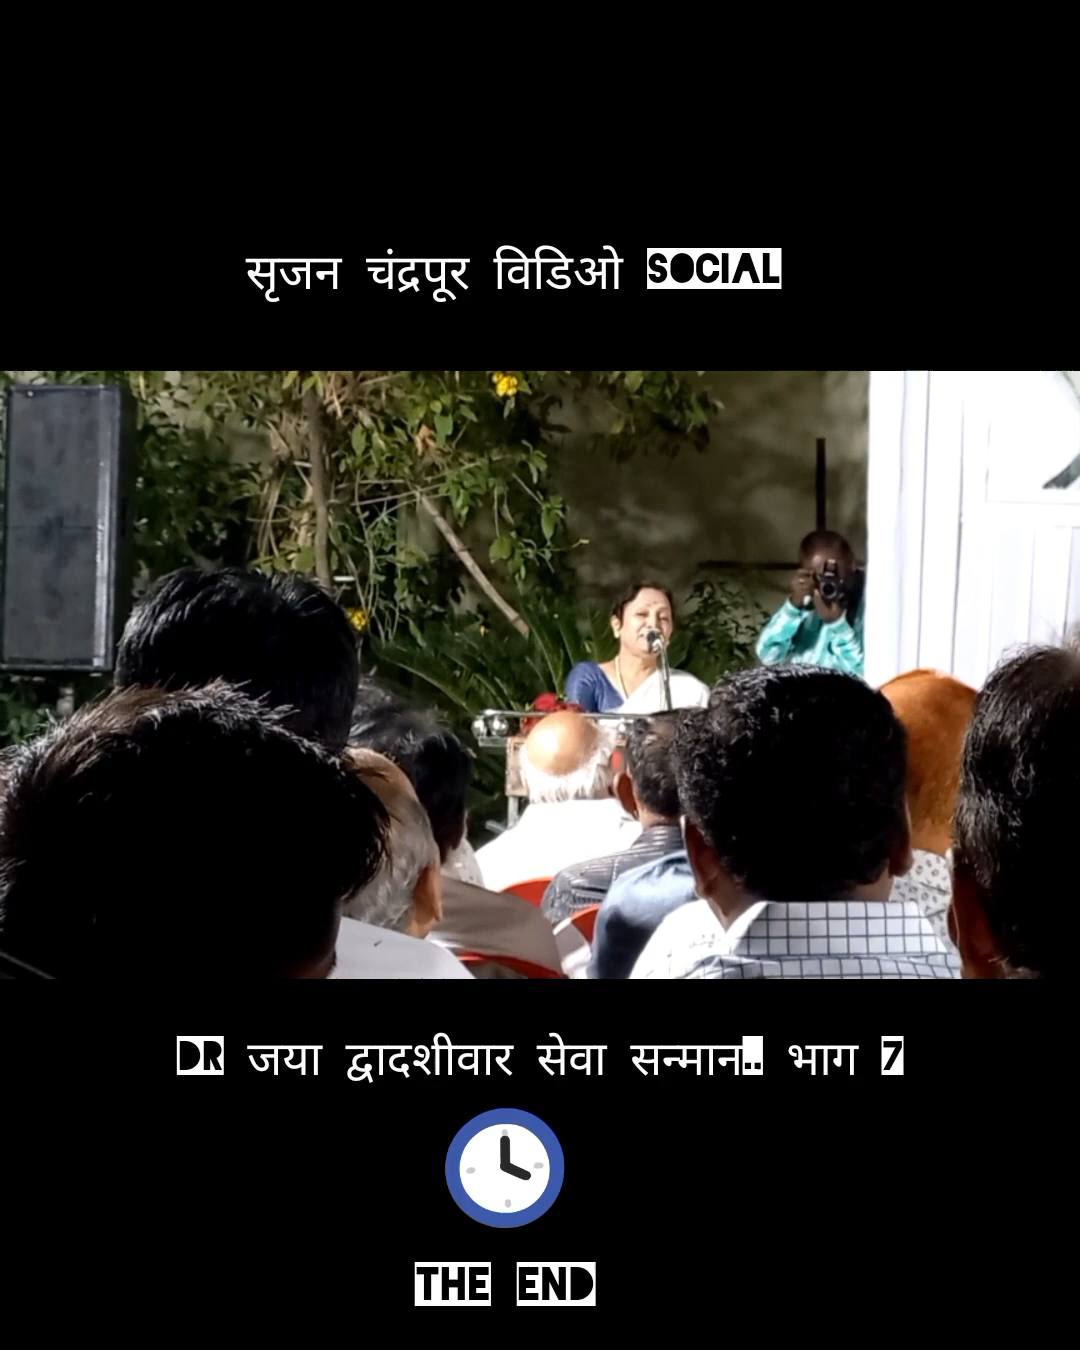 सृजन चंद्रपूर विडिओ SOCIAL
DR जया द्वादशीवार सेवा सन्मान.. भाग 7
THE END